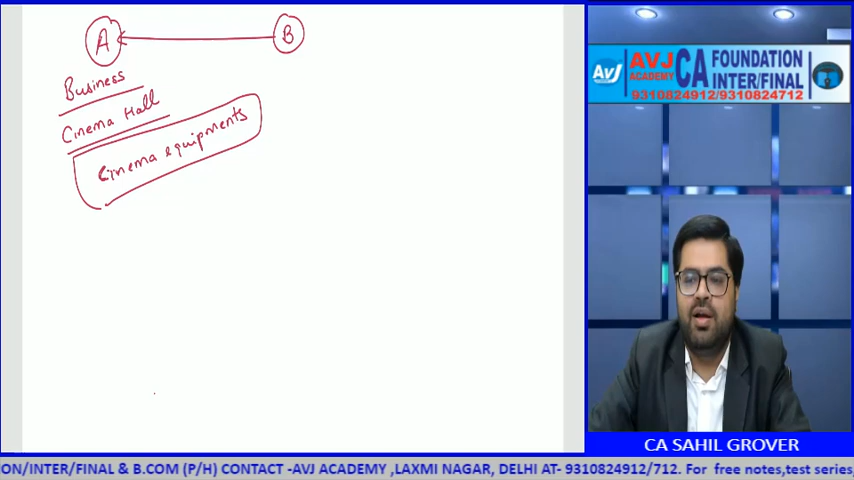 A B
Business
Cinema Hall
Cinema equipments
AVJ
AVJ
ACADEMY
CA
FOUNDATION
INTER/FINAL
9310824912/9310824712
CA SAHIL GROVER
ON/INTER/FINAL & B.COM (P/H) CONTACT -AVJ ACADEMY ,LAXMI NAGAR, DELHI AT- 9310824912/712. For free notes,test series,